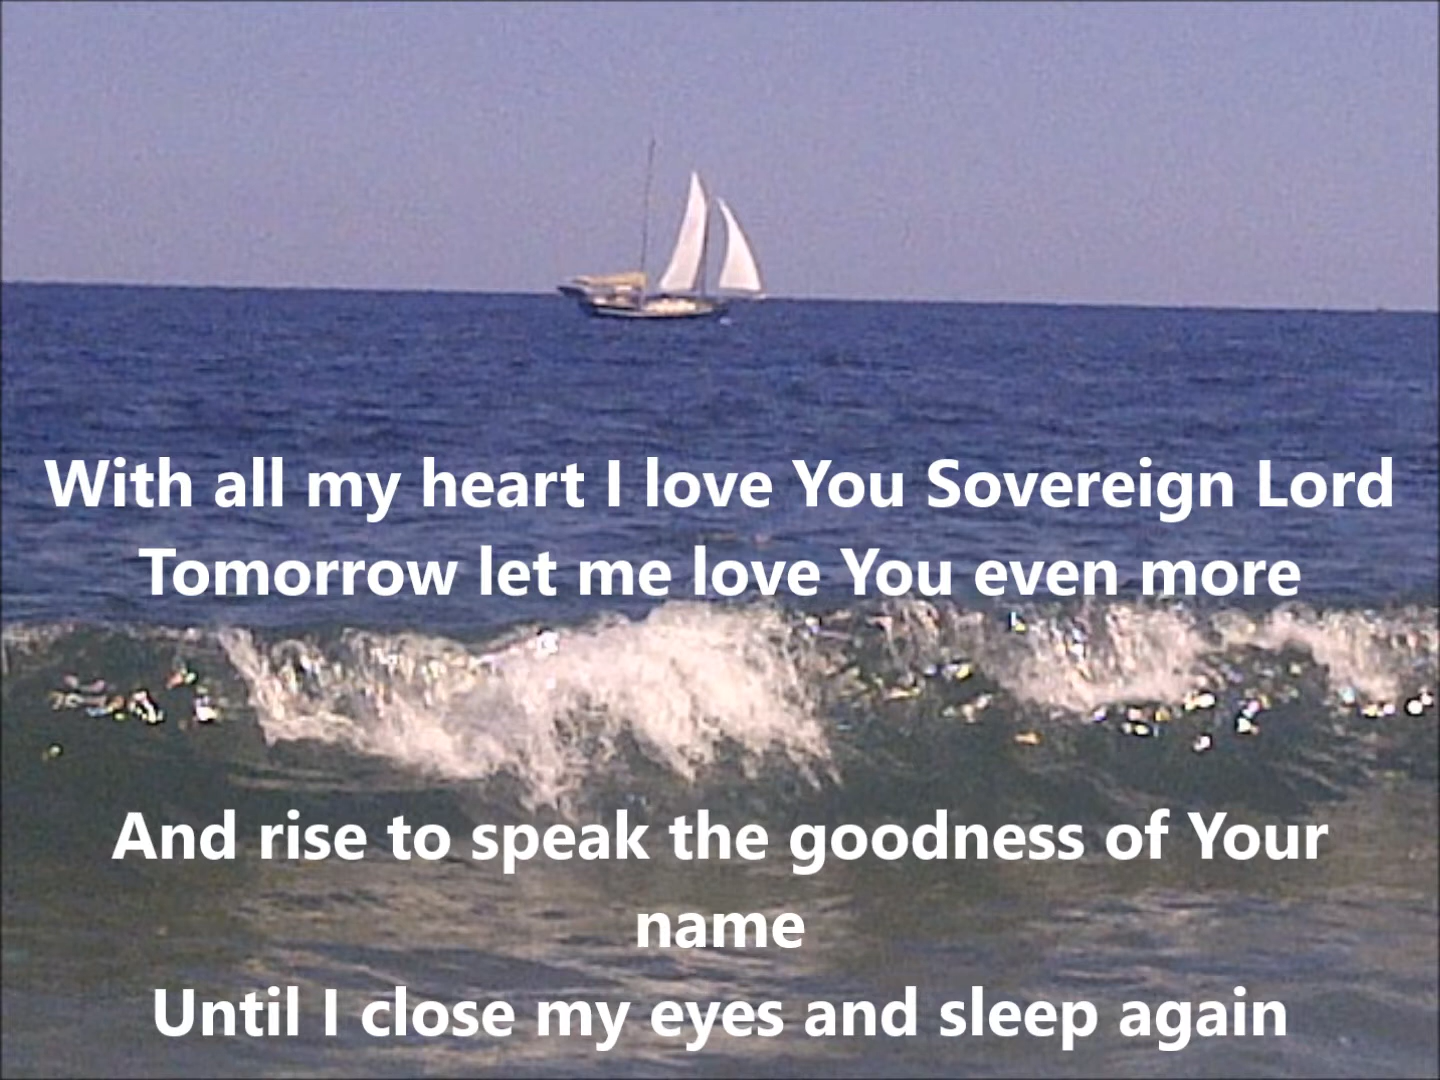 With all my heart I love You Sovereign Lord
Tomorrow let me love You even more
And rise to speak the goodness of Your
name
Until I close my eyes and sleep again